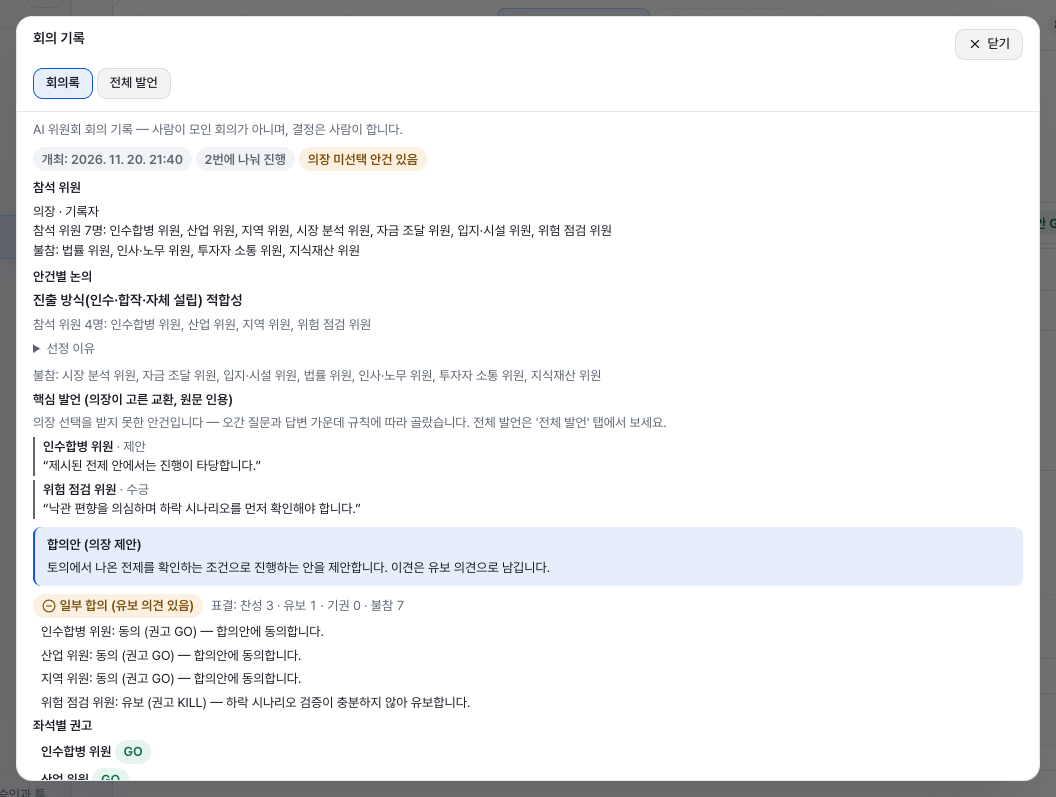 회의 기록
× 닫기
회의록
전체 발언
AI 위원회 회의 기록 — 사람이 모인 회의가 아니며, 결정은 사람이 합니다.
개최: 2026. 11. 20. 21:40
2번에 나눠 진행
의장 미선택 안건 있음
참석 위원
의장 · 기록자
참석 위원 7명: 인수합병 위원, 산업 위원, 지역 위원, 시장 분석 위원, 자금 조달 위원, 입지·시설 위원, 위험 점검 위원
불참: 법률 위원, 인사·노무 위원, 투자자 소통 위원, 지식재산 위원
안건별 논의
진출 방식(인수·합작·자체 설립) 적합성
참석 위원 4명: 인수합병 위원, 산업 위원, 지역 위원, 위험 점검 위원
▶ 선정 이유
불참: 시장 분석 위원, 자금 조달 위원, 입지·시설 위원, 법률 위원, 인사·노무 위원, 투자자 소통 위원, 지식재산 위원
핵심 발언 (의장이 고른 교환, 원문 인용)
의장 선택을 받지 못한 안건입니다 — 오간 질문과 답변 가운데 규칙에 따라 골랐습니다. 전체 발언은 '전체 발언' 탭에서 보세요.
인수합병 위원 · 제안
“제시된 전제 안에서는 진행이 타당합니다.”
위험 점검 위원 · 수긍
“낙관 편향을 의심하며 하락 시나리오를 먼저 확인해야 합니다.”
합의안 (의장 제안)
토의에서 나온 전제를 확인하는 조건으로 진행하는 안을 제안합니다. 이견은 유보 의견으로 남깁니다.
일부 합의 (유보 의견 있음) 표결: 찬성 3 · 유보 1 · 기권 0 · 불참 7
인수합병 위원: 동의 (권고 GO) — 합의안에 동의합니다.
산업 위원: 동의 (권고 GO) — 합의안에 동의합니다.
지역 위원: 동의 (권고 GO) — 합의안에 동의합니다.
위험 점검 위원: 유보 (권고 KILL) — 하락 시나리오 검증이 충분하지 않아 유보합니다.
좌석별 권고
인수합병 위원 GO
산업 위원 GO